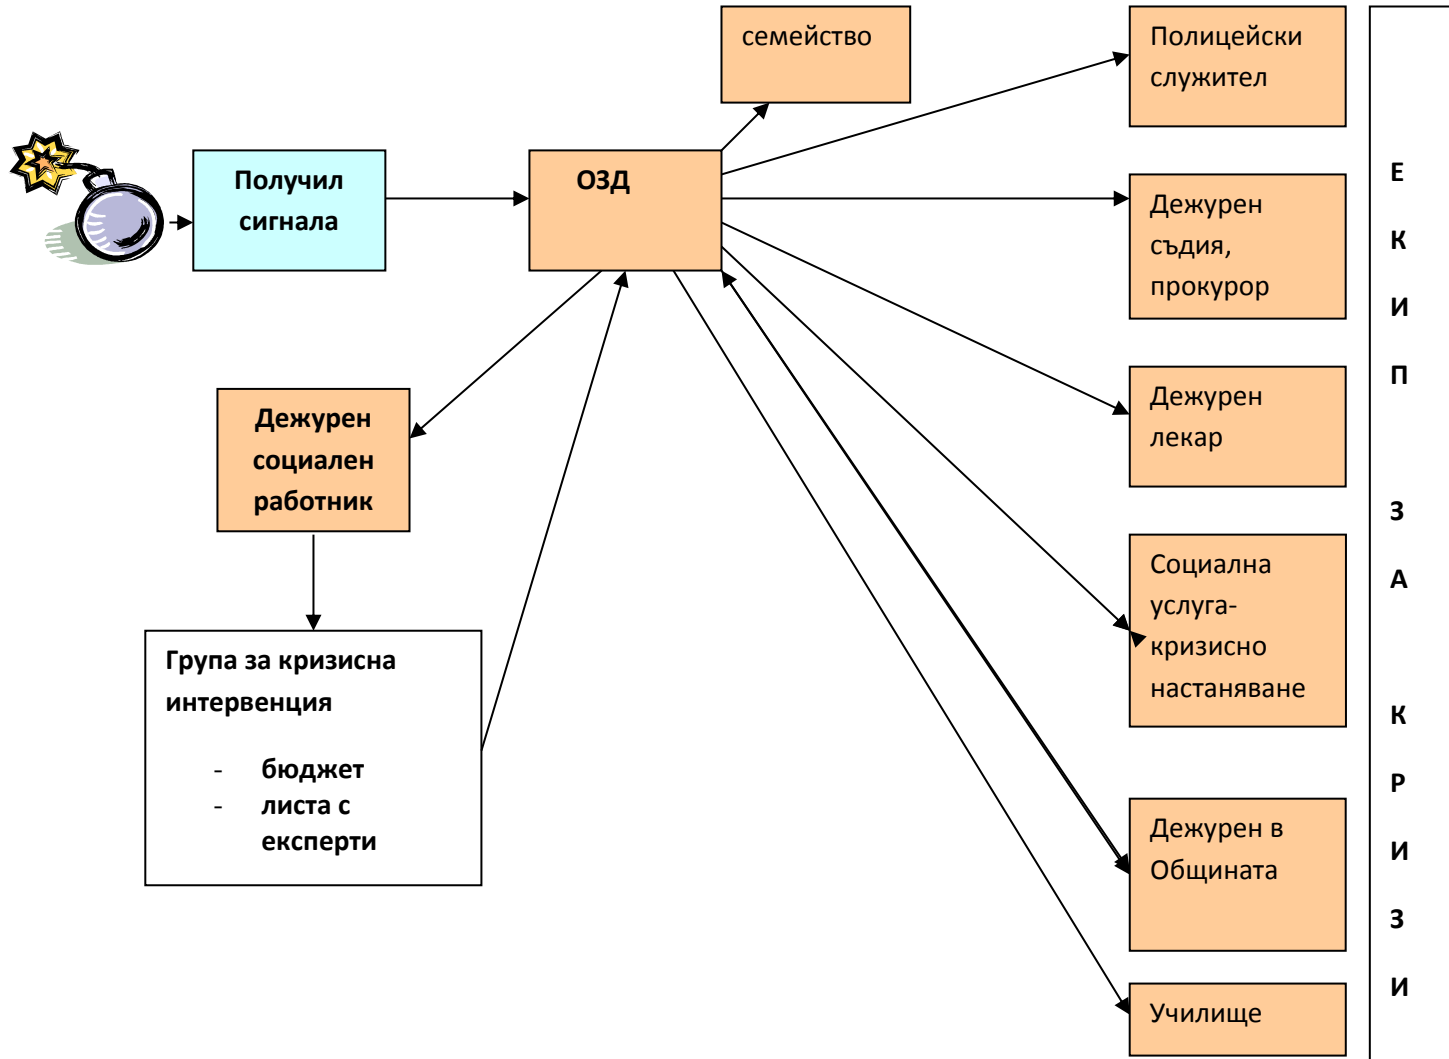 семейство
Полицейски
служител
Получил
сигнала
ОЗД
Дежурен
съдия,
прокурор
Дежурен
лекар
Дежурен
социален
работник
Социална
услуга-
кризисно
настаняване
Група за кризисна
интервенция
- бюджет
- листа с
експерти
Дежурен в
Общината
Училище
Е
К
И
П
З
А
К
Р
И
З
И